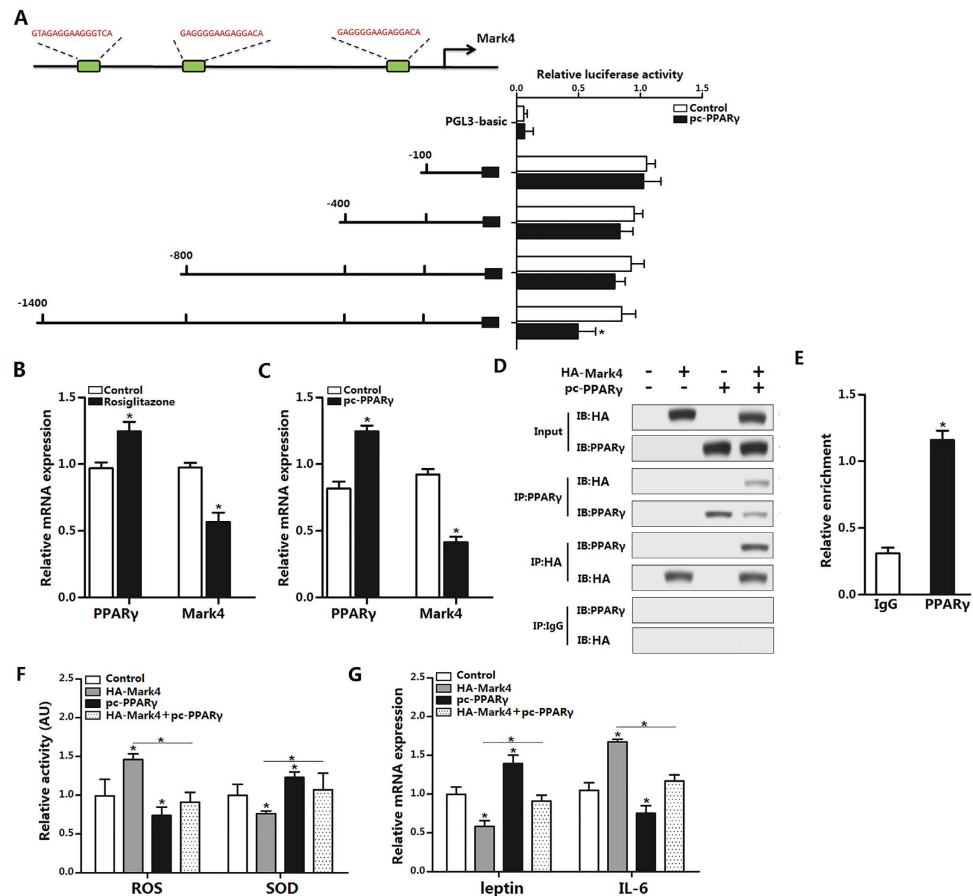 A
GTAGAGGAAGGGTCA GAGGGGAAGAGGACA GAGGGGAAGAGGACA
Mark4
Relative luciferase activity
0.0 0.5 1.0 1.5
Control
pc-PPARγ
PGL3-basic
-100
-400
-800
-1400
*
B
Control
Rosiglitazone
Relative mRNA expression
1.5
1.0
0.5
0.0
* *
PPARγ Mark4
C
Control
pc-PPARγ
Relative mRNA expression
1.5
1.0
0.5
0.0
* *
PPARγ Mark4
D
HA-Mark4 - + - +
pc-PPARγ - - + +
Input
IB:HA
IB:PPARγ
IP:PPARγ
IB:HA
IB:PPARγ
IP:HA
IB:PPARγ
IB:HA
IP:IgG
IB:PPARγ
IB:HA
E
Relative enrichment
1.5
1.0
0.5
0.0
*
IgG PPARγ
F
Control
HA-Mark4
pc-PPARγ
HA-Mark4+pc-PPARγ
Relative activity (AU)
2.5
2.0
1.5
1.0
0.5
0.0
* * * * * *
ROS SOD
G
Control
HA-Mark4
pc-PPARγ
HA-Mark4+pc-PPARγ
Relative mRNA expression
2.5
2.0
1.5
1.0
0.5
0.0
* * * * * *
leptin IL-6